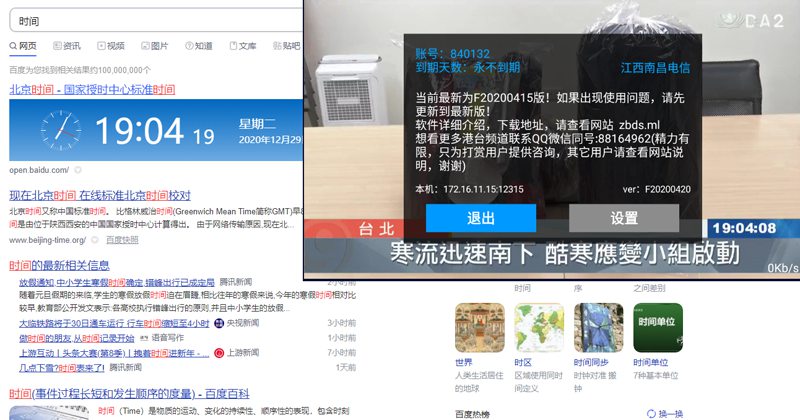 时间
网页 资讯 视频 图片 知道 文库 贴吧
百度为您找到相关结果约100,000,000个
北京时间 - 国家授时中心标准时间
19:04 19
星期二
2020年12月29
open.baidu.com/
现在北京时间 在线标准北京时间校对
北京时间又称中国标准时间。 比格林威治时间(Greenwich Mean Time简称GMT)早8
间是由位于陕西西安的中国国家授时中心计算得出。 由于网络传输原因,现在北...
www.beijing-time.org/ 百度快照
时间的最新相关信息
放假通知,中小学生寒假时间确定,错峰出行已成定局 腾讯新闻 2小时前
随着元旦假期的来临,学生的寒假放假时间迫在眉睫,相比往年的寒假来说,今年的寒假时间相对比
较早,教育部公开发文表示:各高校执行错峰出行的原则,并且中小学生的放假...
大临铁路将于30日通车运行 行车时间缩短至4小时 央视新闻 3小时前
做时间的朋友,从时间记录开始 语音写作 1小时前
上游互动丨头条大赛(第8季)丨拽着时间进新年 - ... 上游新闻 7小时前
几点下雪?时间表来了! 腾讯新闻 1天前
时间(事件过程长短和发生顺序的度量) - 百度百科
时间（Time）是物质的运动、变化的持续性、顺序性的表现，包含时刻
CA2
账号：840132
到期天数：永不到期
江西南昌电信
当前最新为F20200415版！如果出现使用问题，请先
更新到最新版！
软件详细介绍，下载地址，请查看网站 zbds.ml
想看更多港台频道联系QQ微信同号:88164962(精力有
限，只为打赏用户提供咨询，其它用户请查看网站说
明，谢谢)
本机：172.16.11.15:12315
ver：F20200420
退出
设置
台北
19:04:08
寒流迅速南下 酷寒應變小組啟動
0Kb/s
时间
序
之间差别
时间单位
世界
人类生活居住
的地球
时区
区域使用同时
间定义
时间同步
时钟对准 搬
钟
时间单位
7种基本单位
百度热榜
换一换